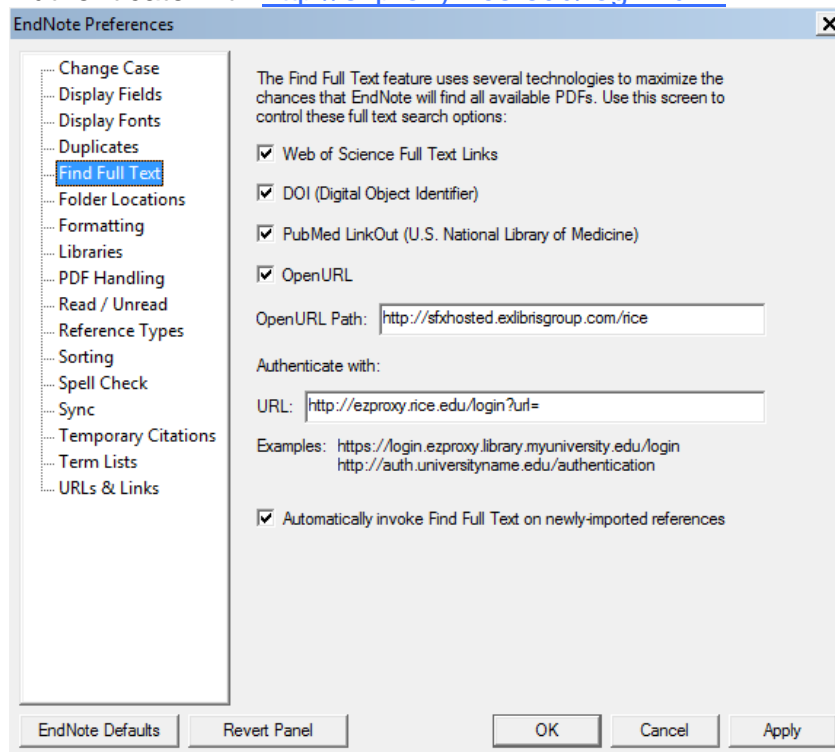 EndNote Preferences
Change Case
Display Fields
Display Fonts
Duplicates
Find Full Text
Folder Locations
Formatting
Libraries
PDF Handling
Read / Unread
Reference Types
Sorting
Spell Check
Sync
Temporary Citations
Term Lists
URLs & Links
The Find Full Text feature uses several technologies to maximize the
chances that EndNote will find all available PDFs. Use this screen to
control these full text search options:
Web of Science Full Text Links
DOI (Digital Object Identifier)
PubMed LinkOut (U.S. National Library of Medicine)
OpenURL
OpenURL Path: http://sfxhosted.exlibrisgroup.com/rice
Authenticate with:
URL: http://ezproxy.rice.edu/login?url=
Examples: https://login.ezproxy.library.myuniversity.edu/login
http://auth.universityname.edu/authentication
Automatically invoke Find Full Text on newly-imported references
EndNote Defaults
Revert Panel
OK
Cancel
Apply